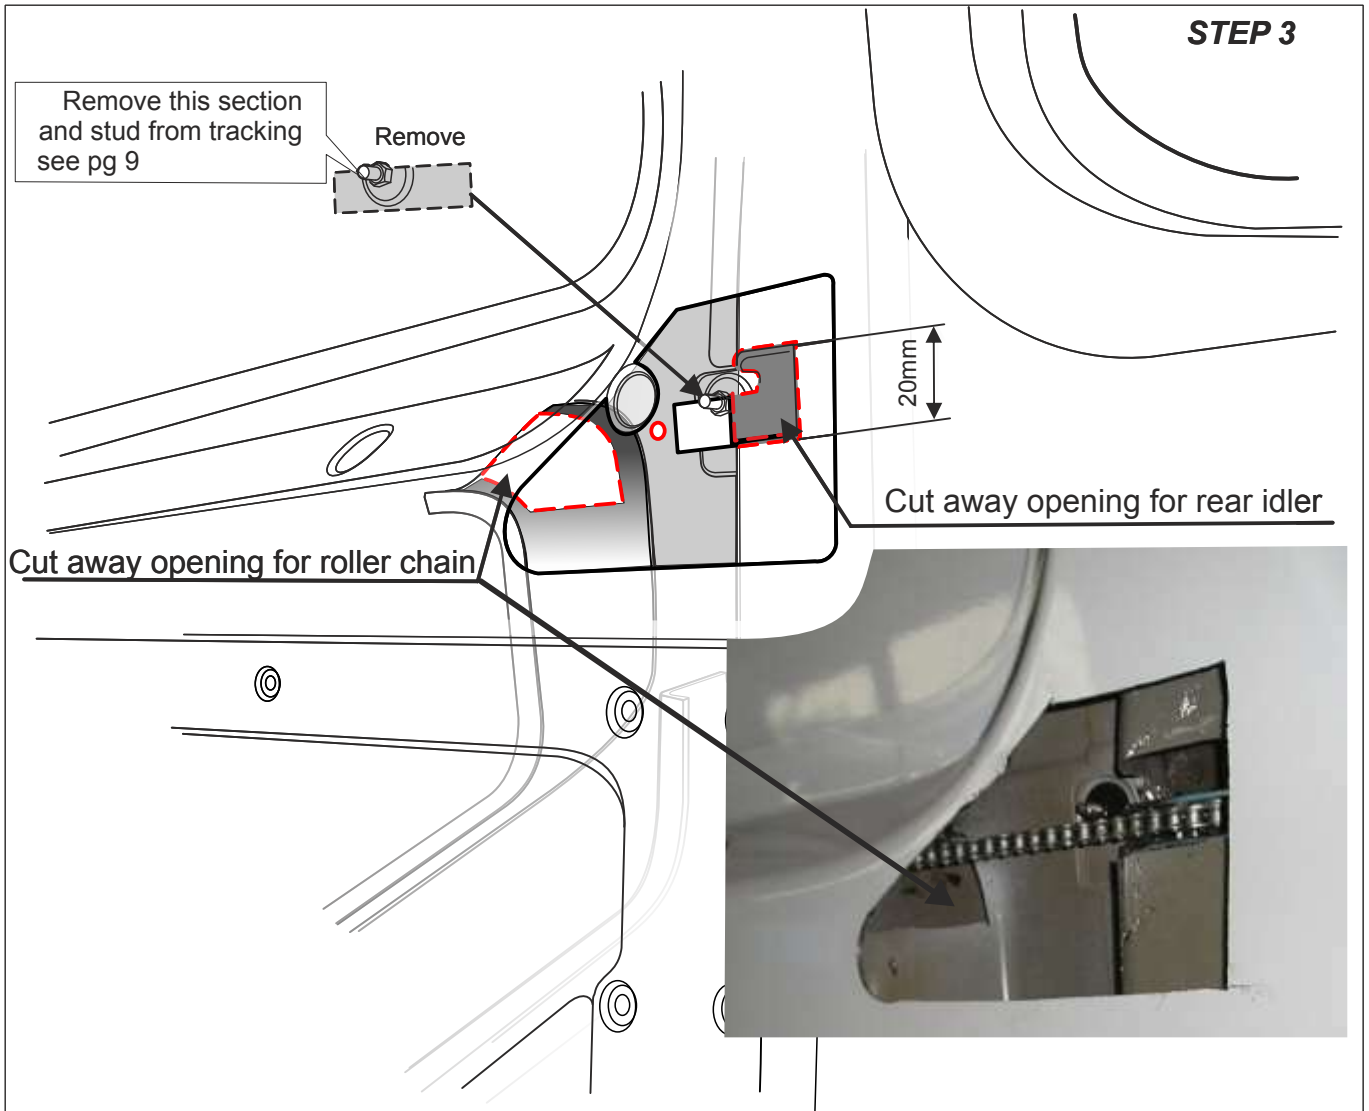 STEP 3
Remove this section
and stud from tracking
see pg 9
Remove
20mm
Cut away opening for rear idler
Cut away opening for roller chain